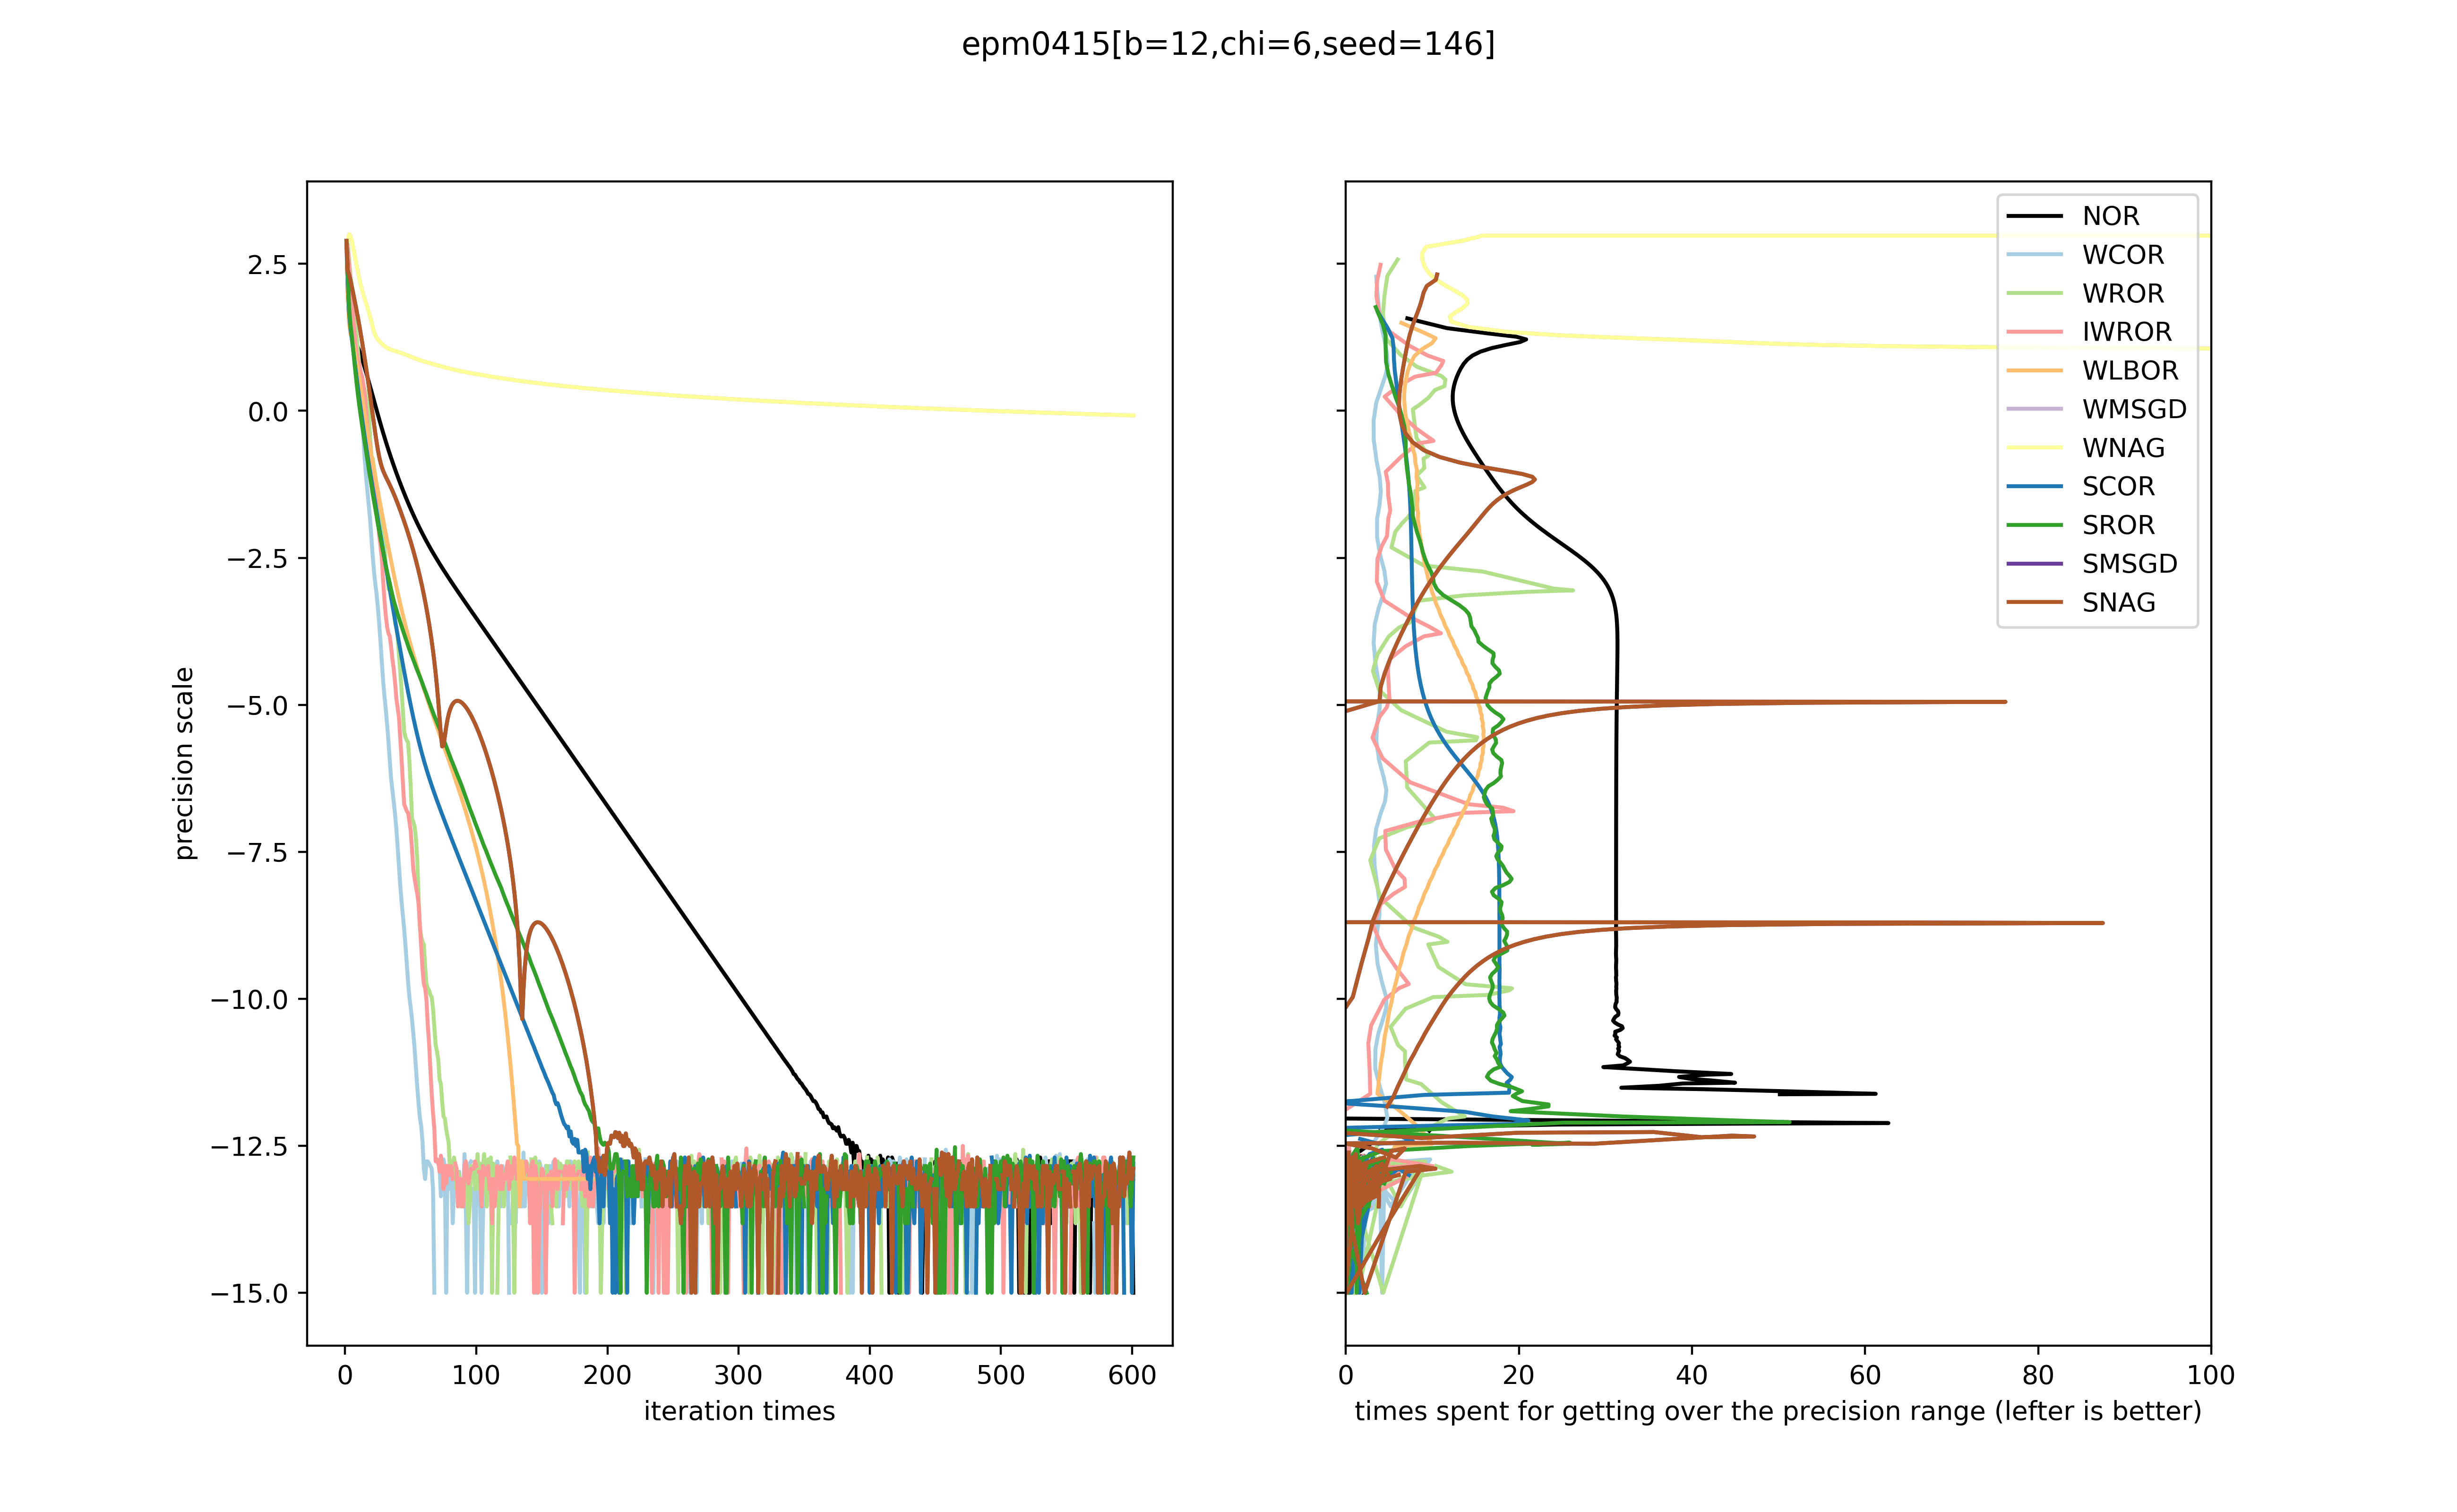 epm0415[b=12,chi=6,seed=146]
precision scale
2.5
0.0
−2.5
−5.0
−7.5
−10.0
−12.5
−15.0
0 100 200 300 400 500 600
iteration times
NOR
WCOR
WROR
IWROR
WLBOR
WMSGD
WNAG
SCOR
SROR
SMSGD
SNAG
0 20 40 60 80 100
times spent for getting over the precision range (lefter is better)